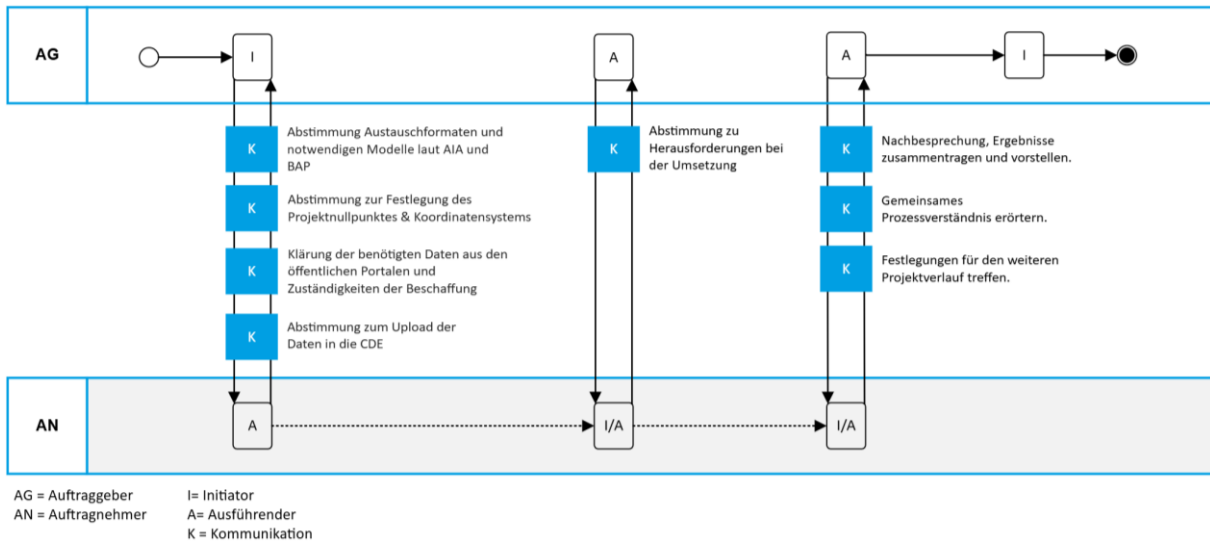 AG
I
A
A
I
K
Abstimmung Austauschformaten und
notwendigen Modelle laut AIA und
BAP
K
Abstimmung zur Festlegung des
Projektnullpunktes & Koordinatensystems
K
Klärung der benötigten Daten aus den
öffentlichen Portalen und
Zuständigkeiten der Beschaffung
K
Abstimmung zum Upload der
Daten in die CDE
K
Abstimmung zu
Herausforderungen bei
der Umsetzung
K
Nachbesprechung, Ergebnisse
zusammentragen und vorstellen.
K
Gemeinsames
Prozessverständnis erörtern.
K
Festlegungen für den weiteren
Projektverlauf treffen.
AN
A
I/A
I/A
AG = Auftraggeber
AN = Auftragnehmer
I= Initiator
A= Ausführender
K = Kommunikation